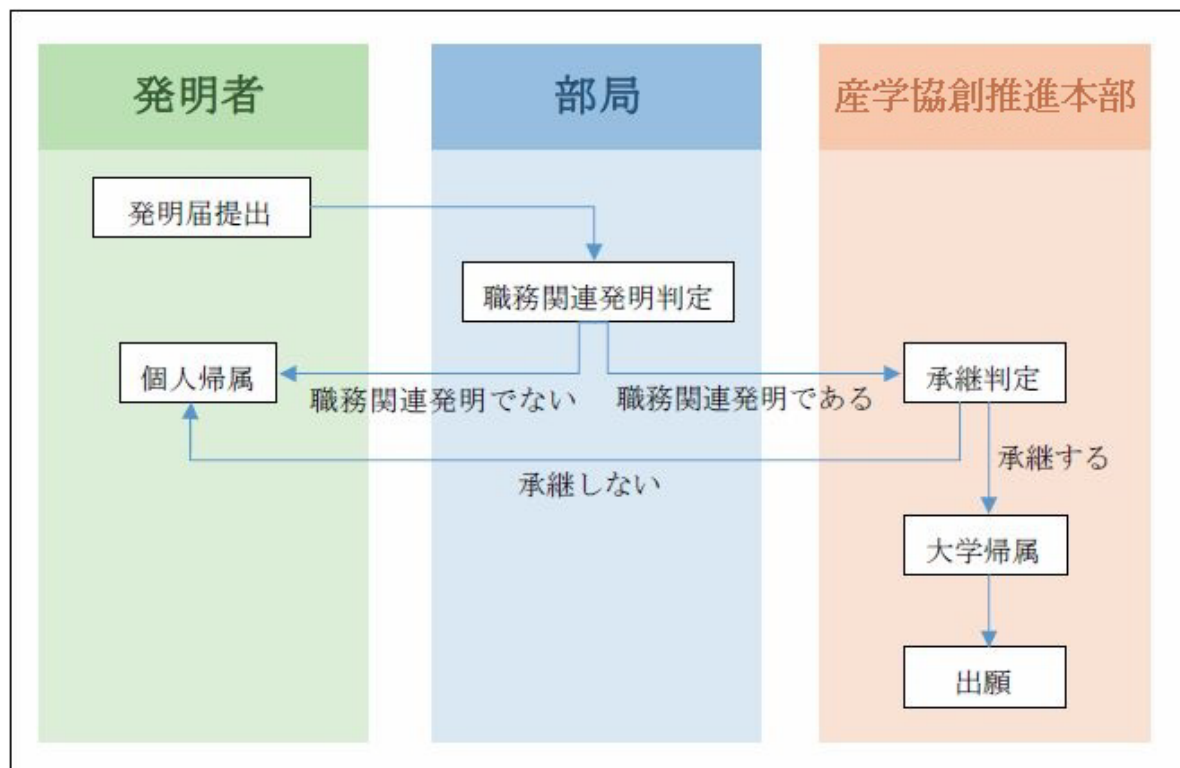 発明者
部局
産学協創推進本部
発明届提出
職務関連発明判定
個人帰属
職務関連発明でない
職務関連発明である
承継判定
承継しない
承継する
大学帰属
出願